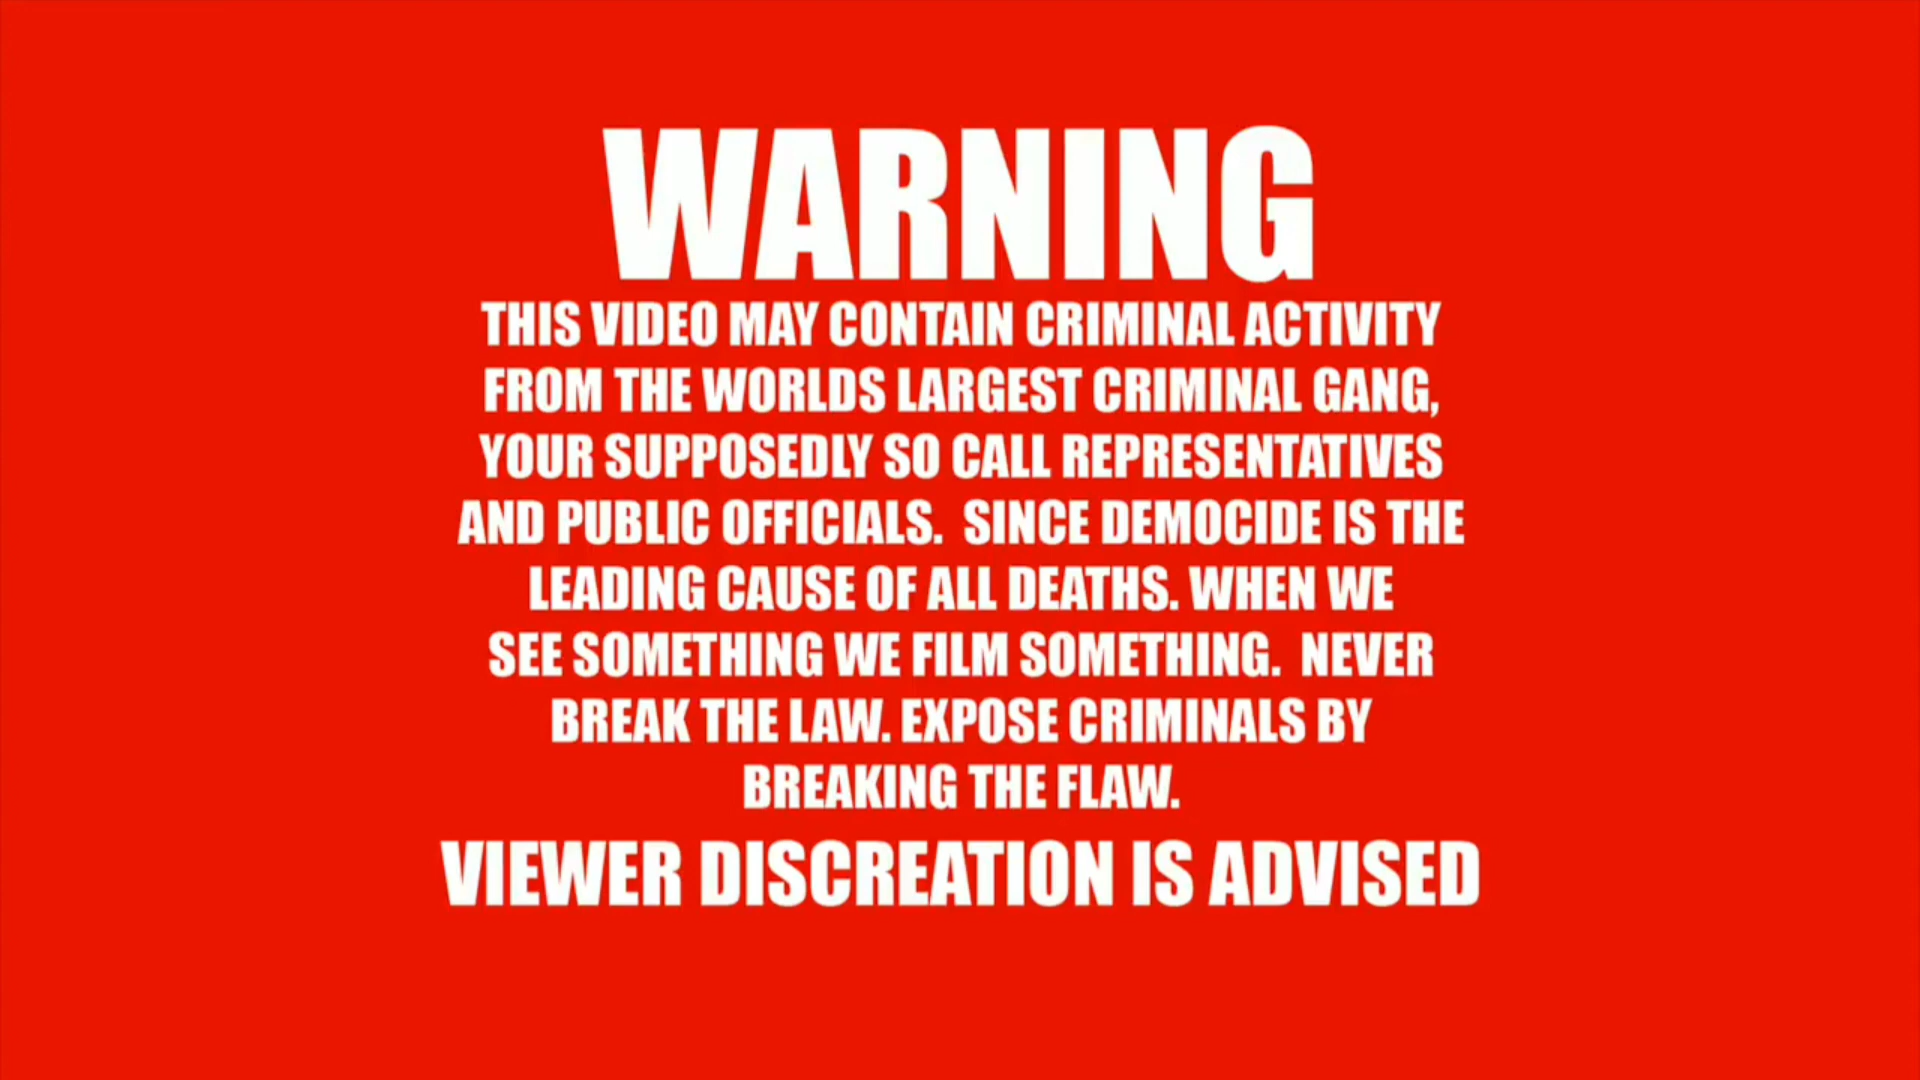 WARNING
THIS VIDEO MAY CONTAIN CRIMINAL ACTIVITY
FROM THE WORLDS LARGEST CRIMINAL GANG,
YOUR SUPPOSEDLY SO CALL REPRESENTATIVES
AND PUBLIC OFFICIALS.  SINCE DEMOCIDE IS THE
LEADING CAUSE OF ALL DEATHS. WHEN WE
SEE SOMETHING WE FILM SOMETHING.  NEVER
BREAK THE LAW. EXPOSE CRIMINALS BY
BREAKING THE FLAW.
VIEWER DISCREATION IS ADVISED